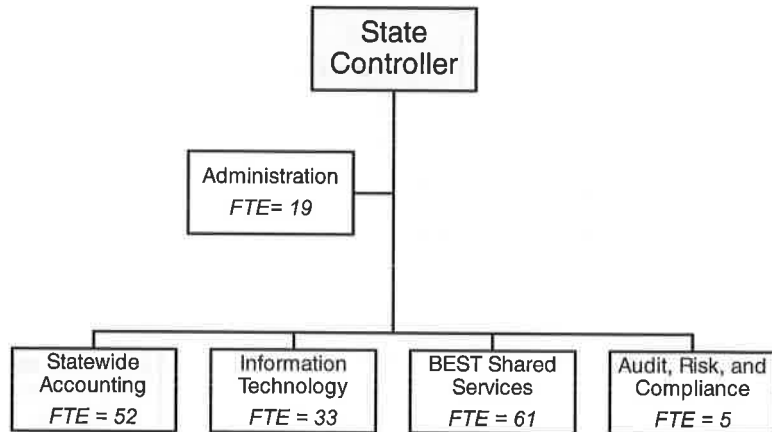 State
Controller
Administration
FTE= 19
Statewide
Accounting
FTE = 52
Information
Technology
FTE = 33
BEST Shared
Services
FTE = 61
Audit, Risk, and
Compliance
FTE = 5